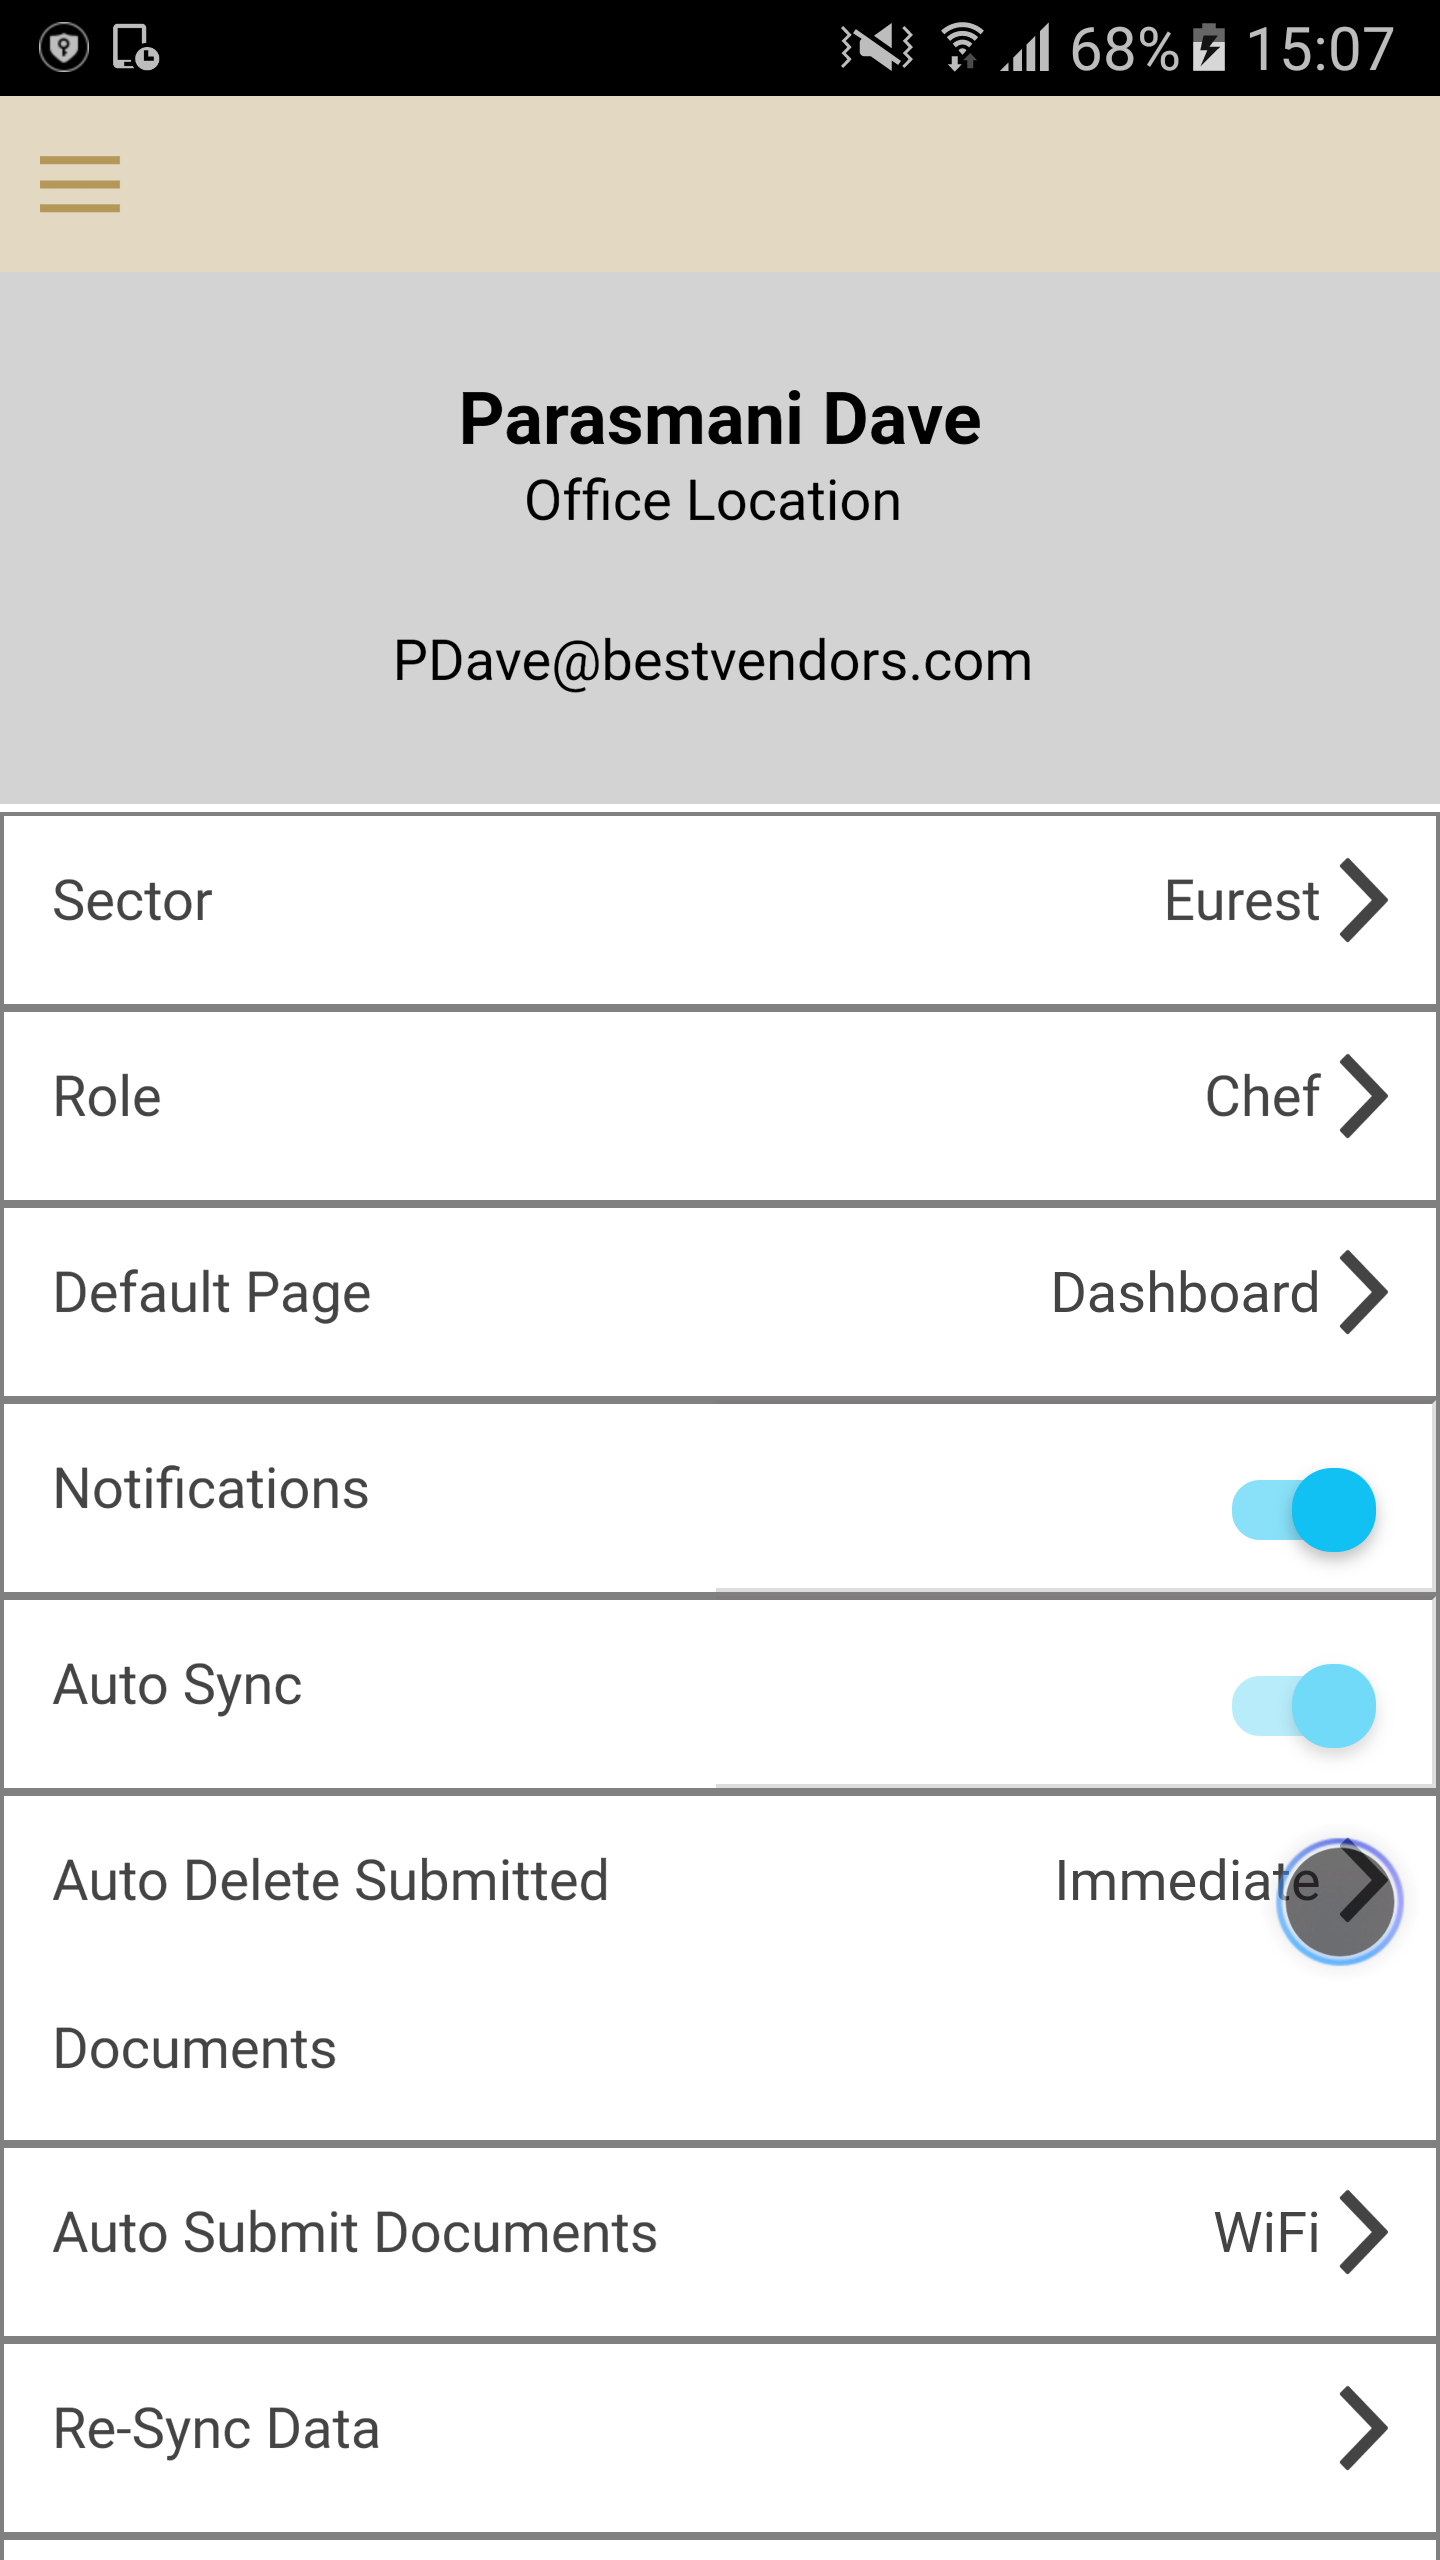 68% 15:07
Parasmani Dave
Office Location
PDave@bestvendors.com
Sector Eurest
Role Chef
Default Page Dashboard
Notifications
Auto Sync
Auto Delete Submitted Immediate
Documents
Auto Submit Documents WiFi
Re-Sync Data